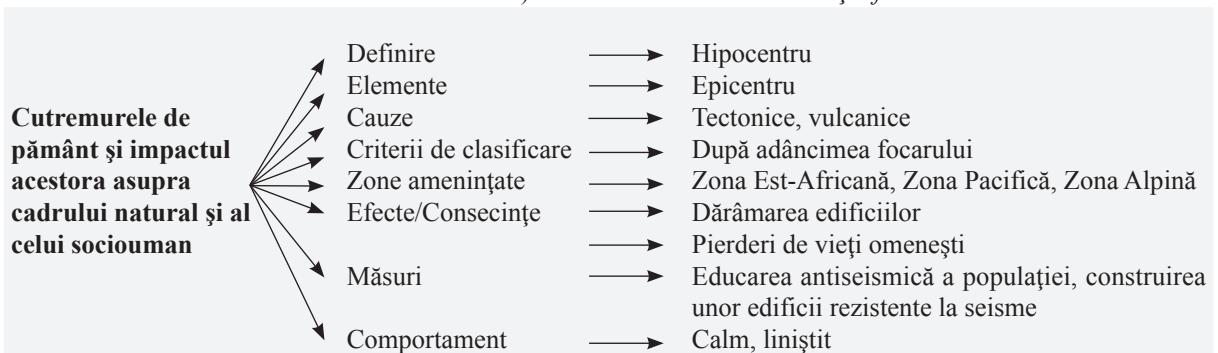 Definire Hipocentru
Elemente Epicentru
Cutremurele de Cauze Tectonice, vulcanice
pământ şi impactul Criterii de clasificare După adâncimea focarului
acestora asupra Zone ameninţate Zona Est-Africană, Zona Pacifică, Zona Alpină
cadrului natural şi al Efecte/Consecinţe Dărâmarea edificiilor
celui sociouman Pierderi de vieţi omeneşti
Măsuri Educarea antiseismică a populaţiei, construirea
unor edificii rezistente la seisme
Comportament Calm, liniştit